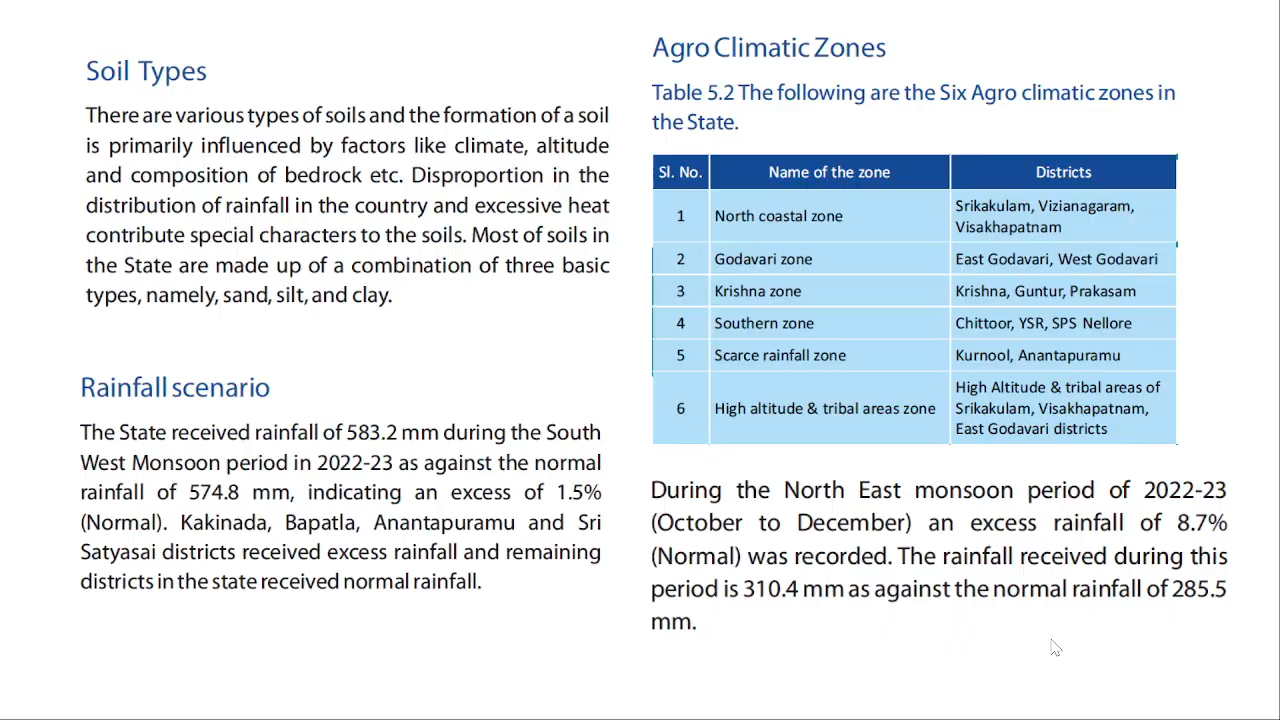 Soil Types
There are various types of soils and the formation of a soil
is primarily influenced by factors like climate, altitude
and composition of bedrock etc. Disproportion in the
distribution of rainfall in the country and excessive heat
contribute special characters to the soils. Most of soils in
the State are made up of a combination of three basic
types, namely, sand, silt, and clay.
Rainfall scenario
The State received rainfall of 583.2 mm during the South
West Monsoon period in 2022-23 as against the normal
rainfall of 574.8 mm, indicating an excess of 1.5%
(Normal). Kakinada, Bapatla, Anantapuramu and Sri
Satyasai districts received excess rainfall and remaining
districts in the state received normal rainfall.
Agro Climatic Zones
Table 5.2 The following are the Six Agro climatic zones in
the State.
Sl. No. Name of the zone Districts
1 North coastal zone Srikakulam, Vizianagaram,
Visakhapatnam
2 Godavari zone East Godavari, West Godavari
3 Krishna zone Krishna, Guntur, Prakasam
4 Southern zone Chittoor, YSR, SPS Nellore
5 Scarce rainfall zone Kurnool, Anantapuramu
6 High altitude & tribal areas zone High Altitude & tribal areas of
Srikakulam, Visakhapatnam,
East Godavari districts
During the North East monsoon period of 2022-23
(October to December) an excess rainfall of 8.7%
(Normal) was recorded. The rainfall received during this
period is 310.4 mm as against the normal rainfall of 285.5
mm.